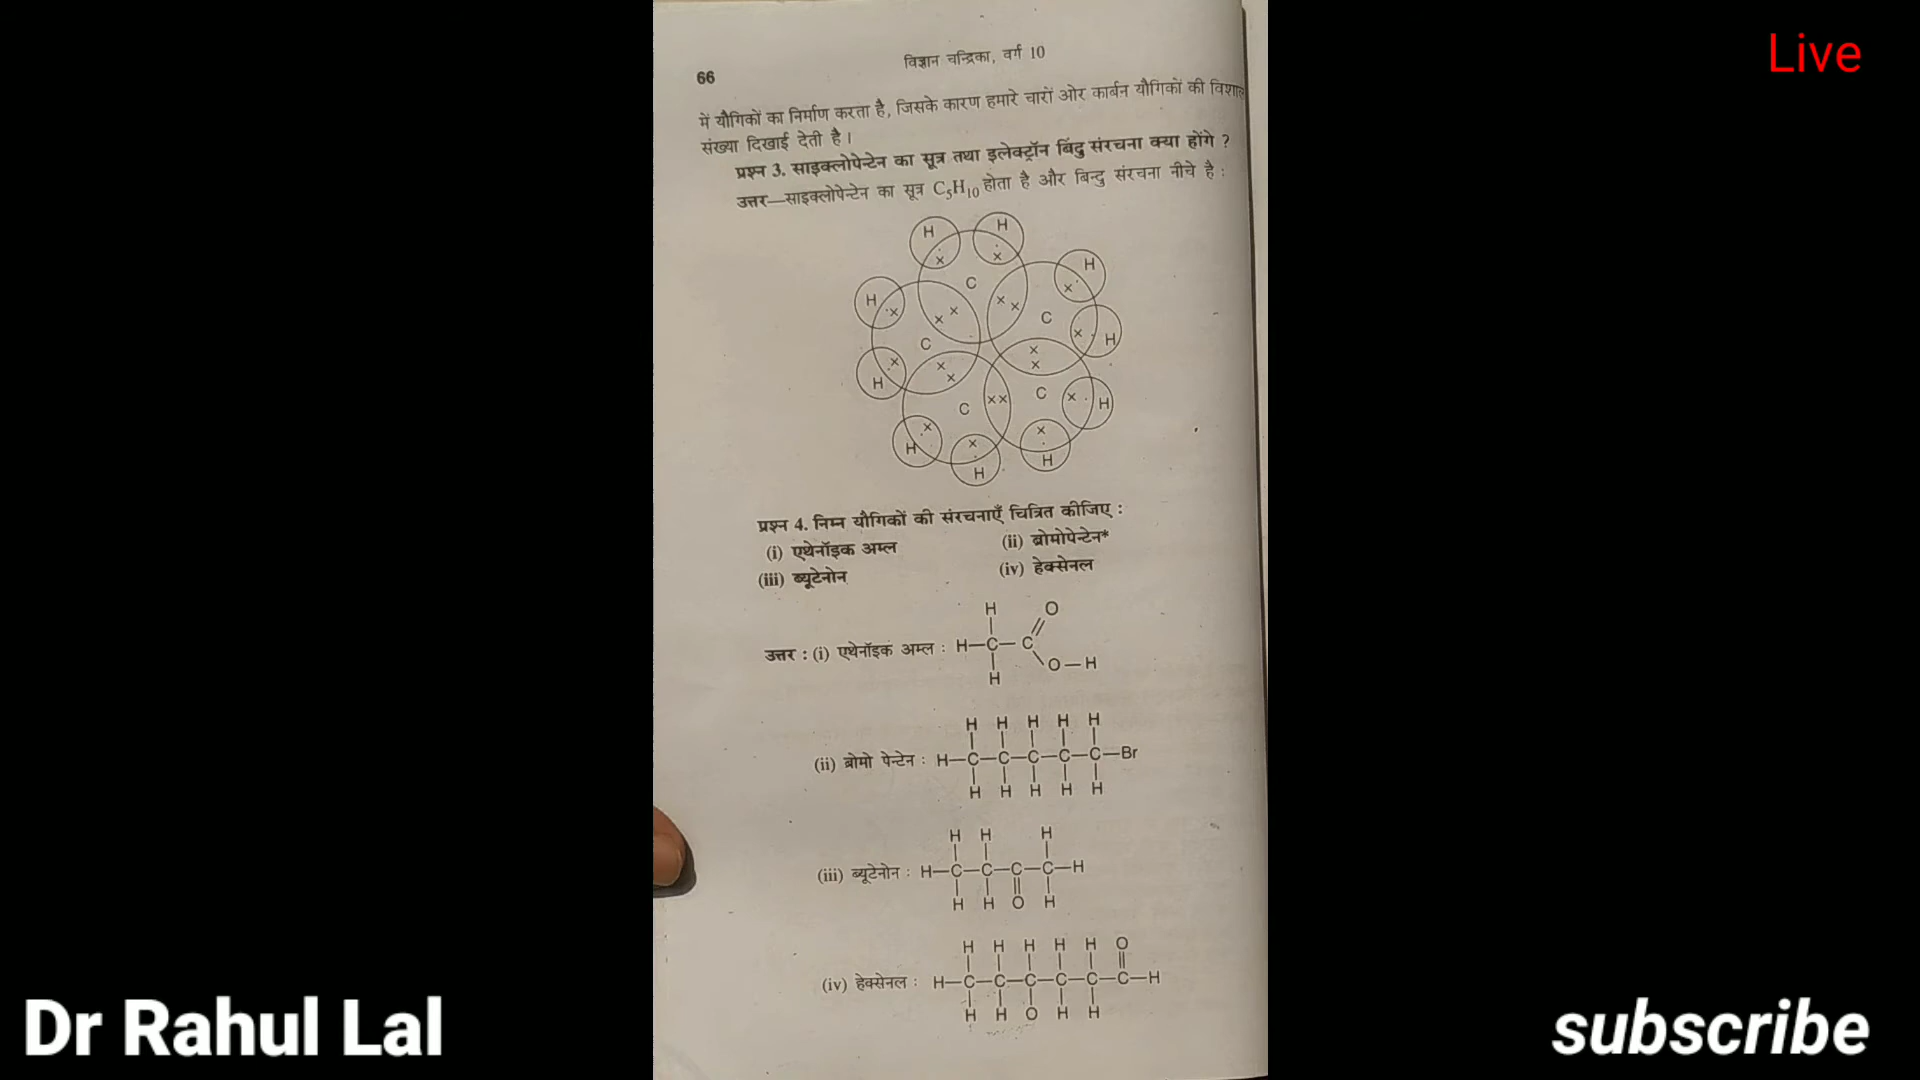 Live
66
विज्ञान चन्द्रिका, वर्ग 10
में यौगिकों का निर्माण करता है, जिसके कारण हमारे चारों ओर कार्बन यौगिकों की विशाल
संख्या दिखाई देती है।
प्रश्न 3. साइक्लोपेन्टेन का सूत्र तथा इलेक्ट्रॉन बिंदु संरचना क्या होंगे ?
उत्तर—साइक्लोपेन्टेन का सूत्र C₅H₁₀ होता है और बिन्दु संरचना नीचे है :
H H
H
H C
C
C H
H
C C H
H H
H H
प्रश्न 4. निम्न यौगिकों की संरचनाएँ चित्रित कीजिए :
(i) एथेनॉइक अम्ल (ii) ब्रोमोपेन्टेन*
(iii) ब्यूटेनोन (iv) हेक्सेनल
H O
उत्तर : (i) एथेनॉइक अम्ल : H—C—C
O—H
H
H H H H H
(ii) ब्रोमो पेन्टेन : H—C—C—C—C—C—Br
H H H H H
H H H
(iii) ब्यूटेनोन : H—C—C—C—C—H
H H O H
H H H H H O
(iv) हेक्सेनल : H—C—C—C—C—C—C—H
H H O H H
Dr Rahul Lal
subscribe